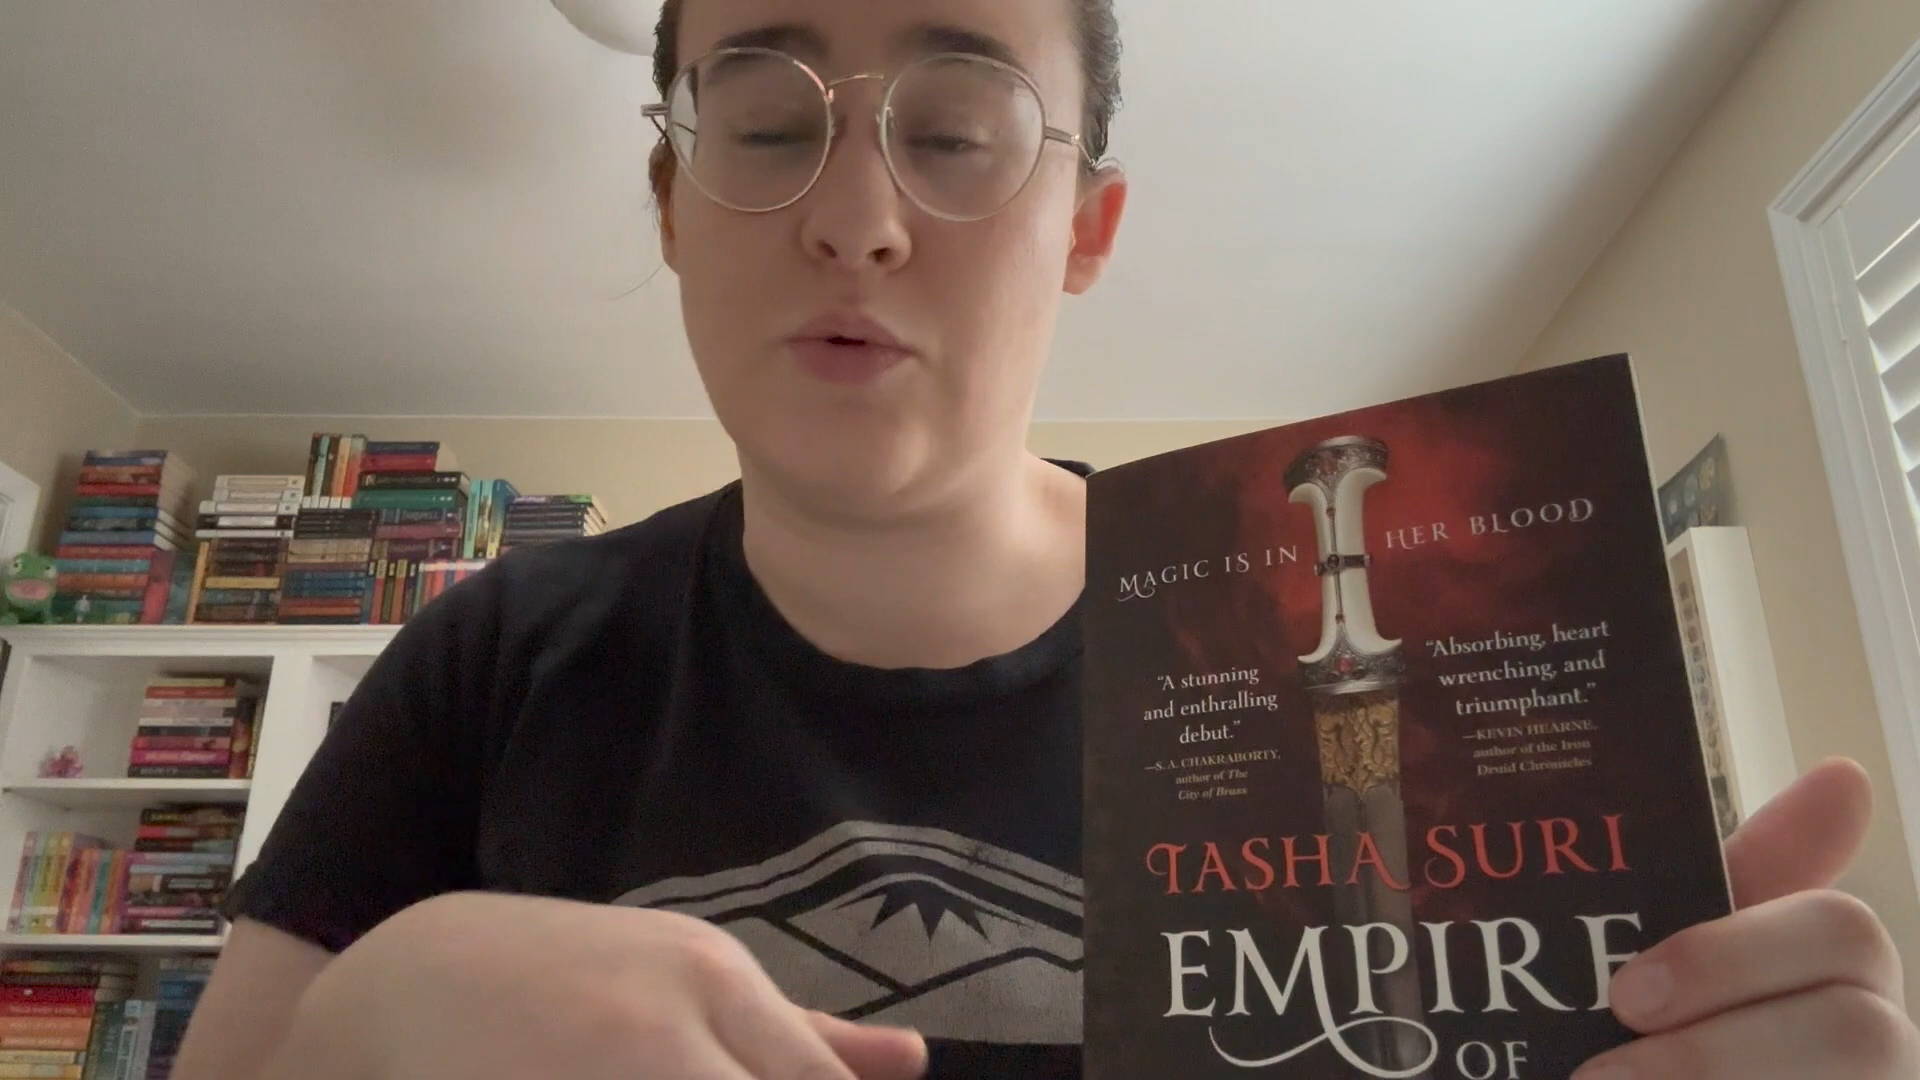 MAGIC IS IN HER BLOOD
"A stunning
and enthralling
debut."
—S. A. CHAKRABORTY,
author of The
City of Brass
"Absorbing, heart
wrenching, and
triumphant."
—KEVIN HEARNE,
author of the Iron
Druid Chronicles
TASHA SURI
EMPIRE
OF